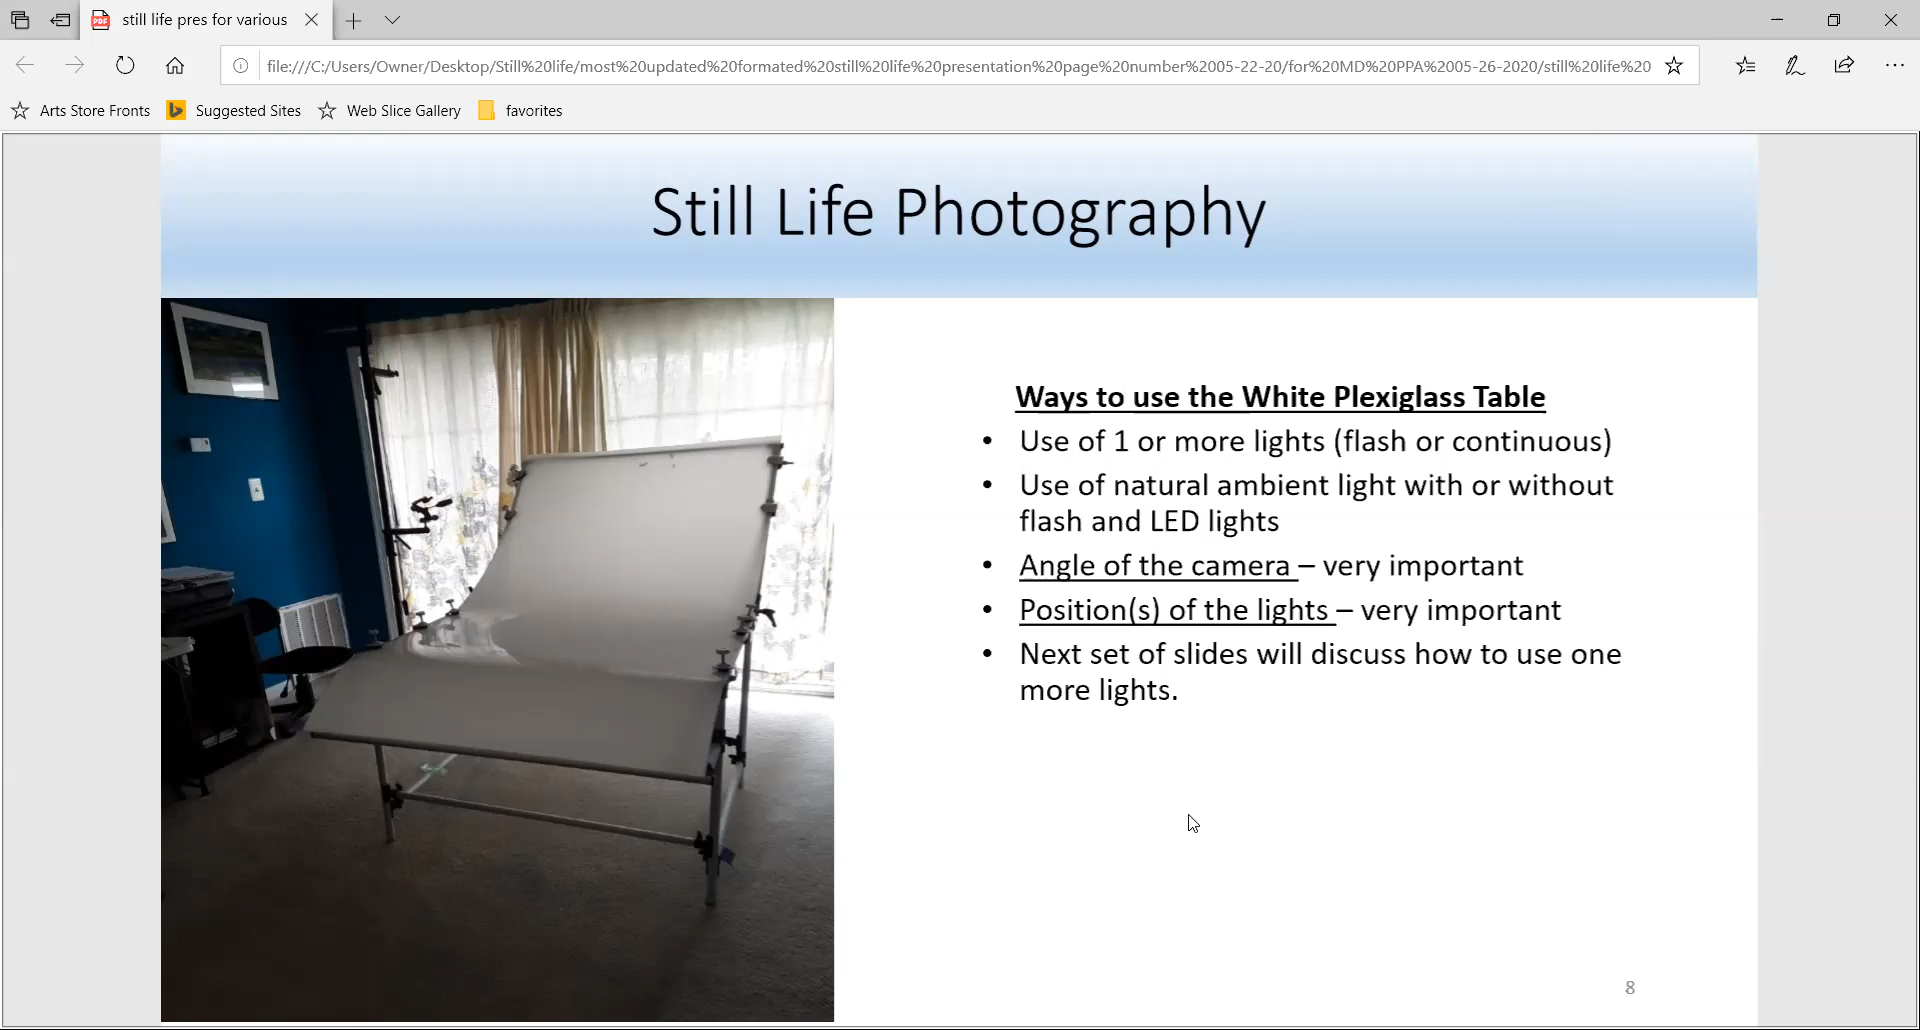 still life pres for various
file:///C:/Users/Owner/Desktop/Still%20life/most%20updated%20formated%20still%20life%20presentation%20page%20number%2005-22-20/for%20MD%20PPA%2005-26-2020/still%20life%20
Arts Store Fronts Suggested Sites Web Slice Gallery favorites
Still Life Photography
Ways to use the White Plexiglass Table
• Use of 1 or more lights (flash or continuous)
• Use of natural ambient light with or without
flash and LED lights
• Angle of the camera – very important
• Position(s) of the lights – very important
• Next set of slides will discuss how to use one
more lights.
8